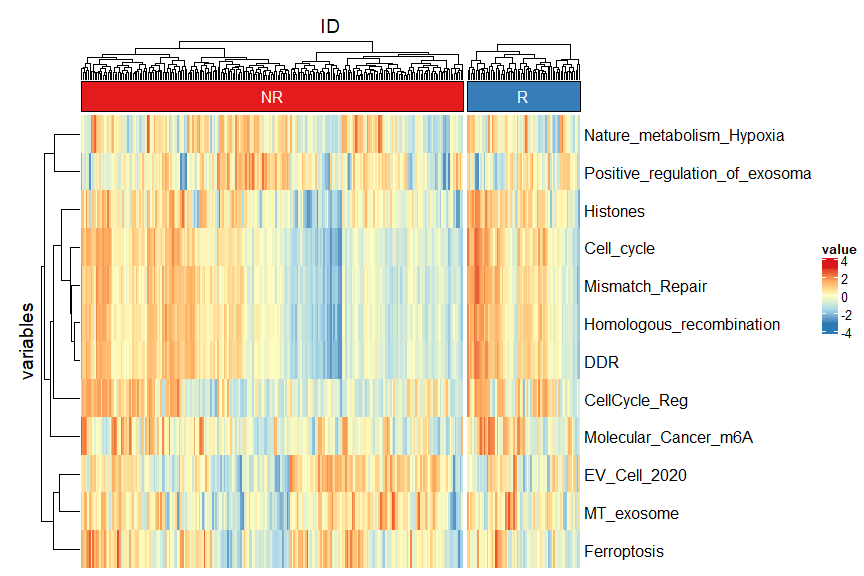 ID
NR
R
Nature_metabolism_Hypoxia
Positive_regulation_of_exosoma
Histones
Cell_cycle
Mismatch_Repair
Homologous_recombination
DDR
CellCycle_Reg
Molecular_Cancer_m6A
EV_Cell_2020
MT_exosome
Ferroptosis
variables
value
4
2
0
-2
-4